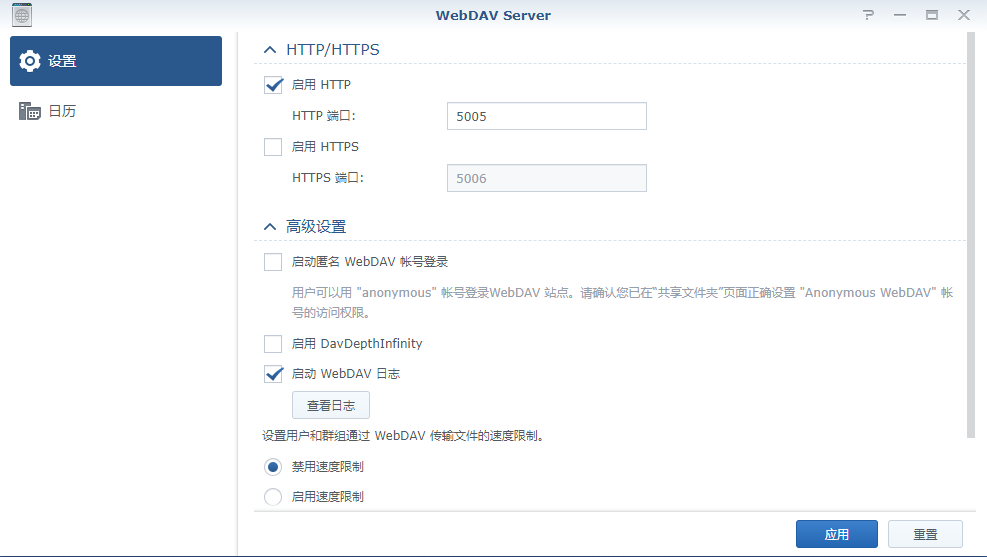 WebDAV Server
设置
日历
HTTP/HTTPS
启用 HTTP
HTTP 端口:
5005
启用 HTTPS
HTTPS 端口:
5006
高级设置
启动匿名 WebDAV 帐号登录
用户可以用 "anonymous" 帐号登录WebDAV 站点。请确认您已在“共享文件夹”页面正确设置 "Anonymous WebDAV" 帐
号的访问权限。
启用 DavDepthInfinity
启动 WebDAV 日志
查看日志
设置用户和群组通过 WebDAV 传输文件的速度限制。
禁用速度限制
启用速度限制
应用
重置